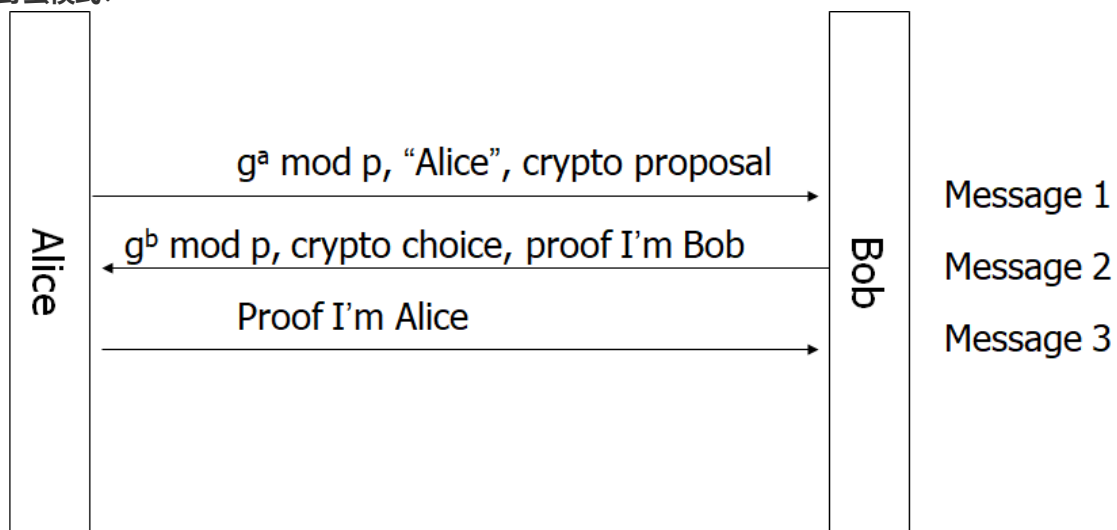 gᵃ mod p, “Alice”, crypto proposal
Message 1
gᵇ mod p, crypto choice, proof I’m Bob
Message 2
Proof I’m Alice
Message 3
Alice
Bob